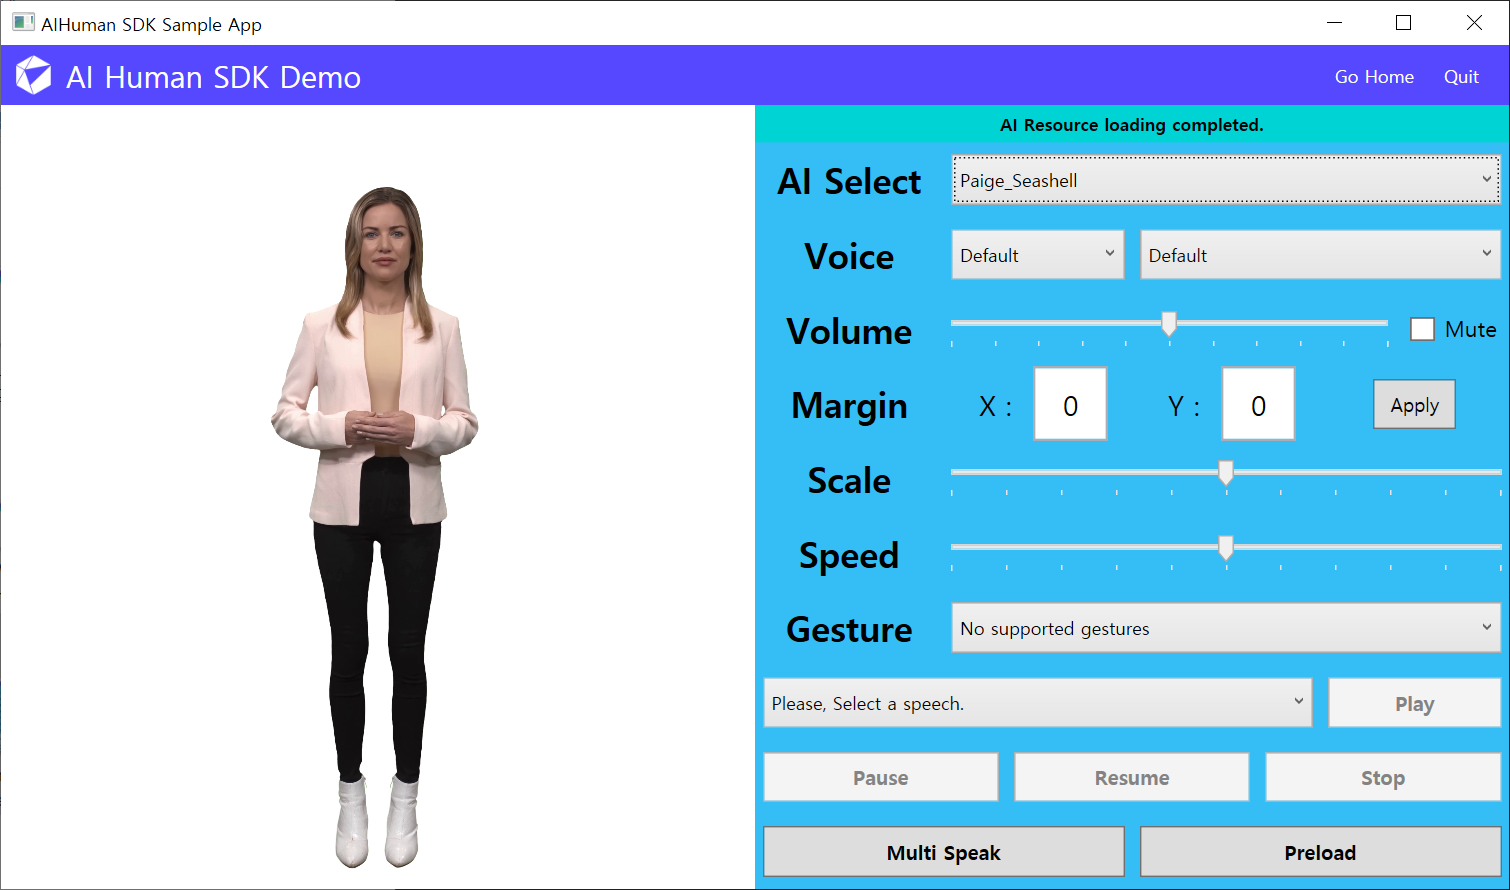 AIHuman SDK Sample App
AI Human SDK Demo
Go Home Quit
AI Resource loading completed.
AI Select Paige_Seashell
Voice Default Default
Volume Mute
Margin X : 0 Y : 0 Apply
Scale
Speed
Gesture No supported gestures
Please, Select a speech. Play
Pause Resume Stop
Multi Speak Preload